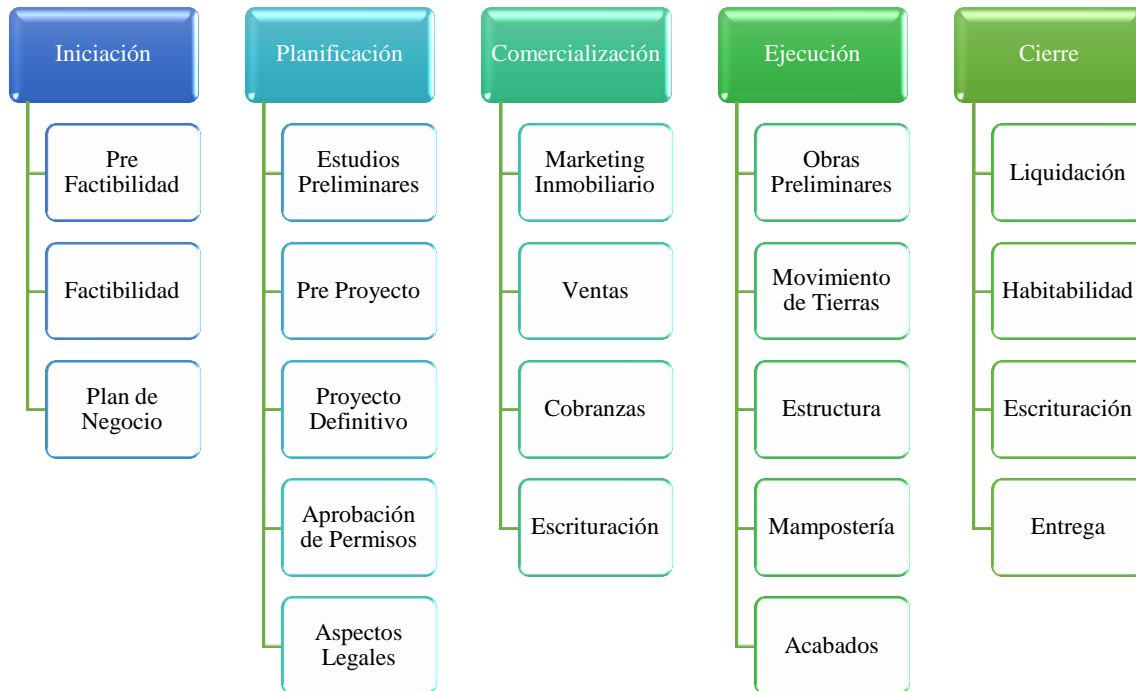 Iniciación
Pre
Factibilidad
Factibilidad
Plan de
Negocio
Planificación
Estudios
Preliminares
Pre Proyecto
Proyecto
Definitivo
Aprobación
de Permisos
Aspectos
Legales
Comercialización
Marketing
Inmobiliario
Ventas
Cobranzas
Escrituración
Ejecución
Obras
Preliminares
Movimiento
de Tierras
Estructura
Mampostería
Acabados
Cierre
Liquidación
Habitabilidad
Escrituración
Entrega